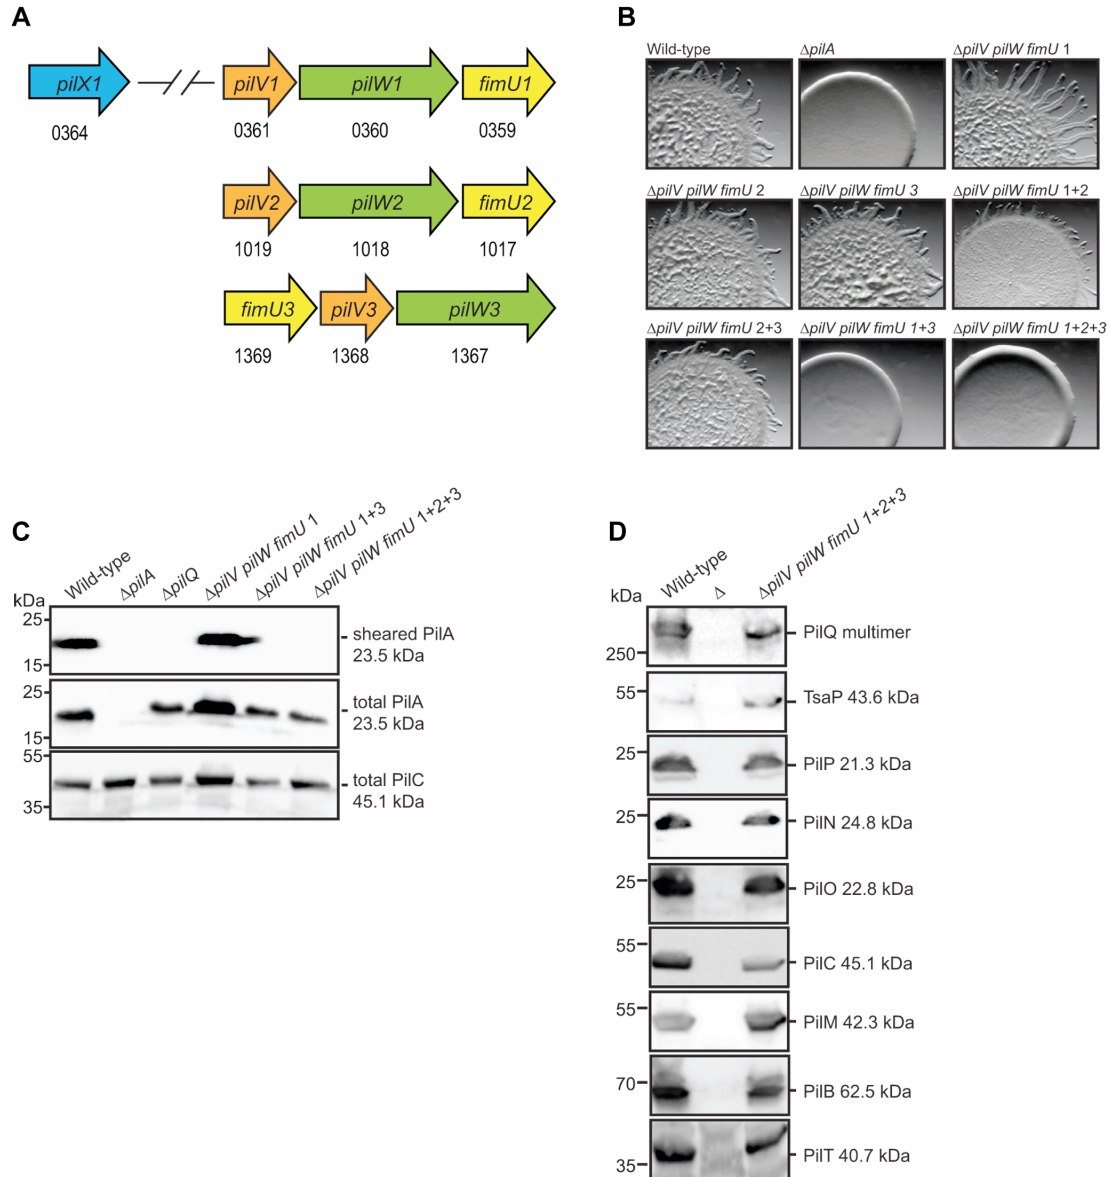 A
pilX1
pilV1
pilW1
fimU1
0364
0361
0360
0359
pilV2
pilW2
fimU2
1019
1018
1017
fimU3
pilV3
pilW3
1369
1368
1367
B
Wild-type
ΔpilA
ΔpilV pilW fimU 1
ΔpilV pilW fimU 2
ΔpilV pilW fimU 3
ΔpilV pilW fimU 1+2
ΔpilV pilW fimU 2+3
ΔpilV pilW fimU 1+3
ΔpilV pilW fimU 1+2+3
C
Wild-type
ΔpilA
ΔpilQ
ΔpilV pilW fimU 1
ΔpilV pilW fimU 1+3
ΔpilV pilW fimU 1+2+3
kDa
25
15
sheared PilA
23.5 kDa
25
15
total PilA
23.5 kDa
55
35
total PilC
45.1 kDa
D
Wild-type
Δ
ΔpilV pilW fimU 1+2+3
kDa
250
PilQ multimer
55
TsaP 43.6 kDa
25
PilP 21.3 kDa
25
PilN 24.8 kDa
25
PilO 22.8 kDa
55
PilC 45.1 kDa
55
PilM 42.3 kDa
70
PilB 62.5 kDa
35
PilT 40.7 kDa